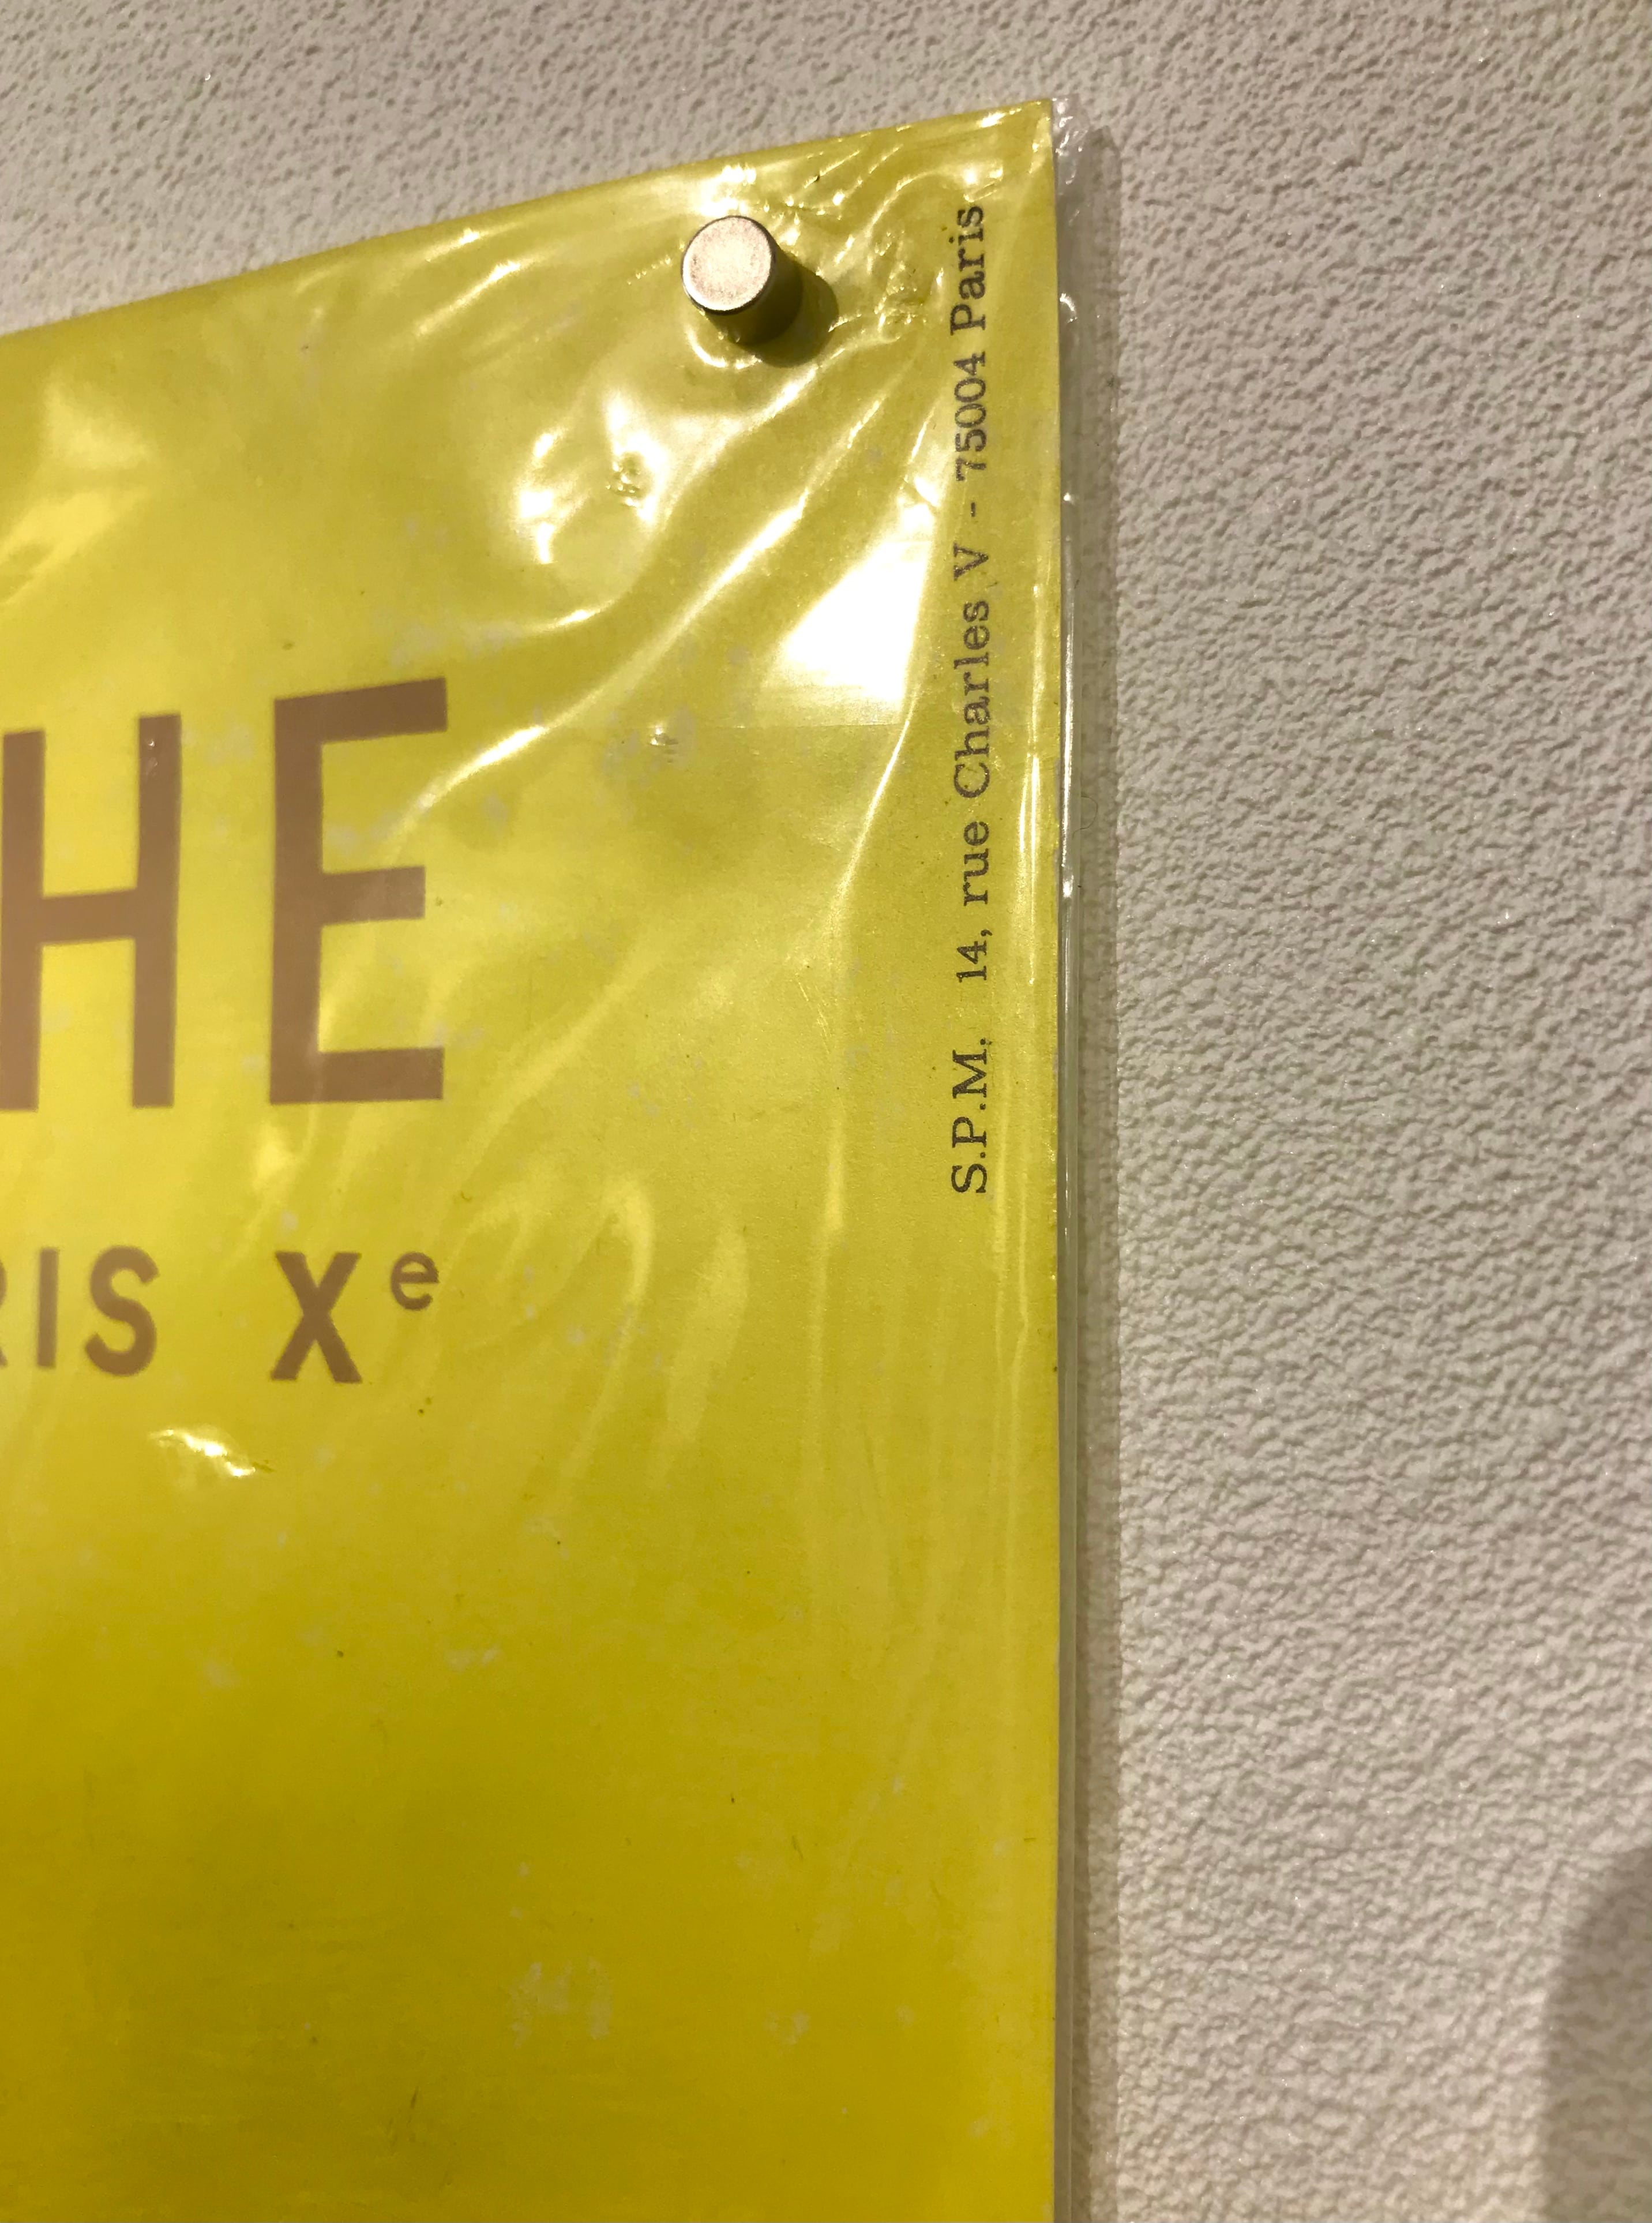 HE
RIS Xe
S.P.M. 14, rue Charles V - 75004 Paris